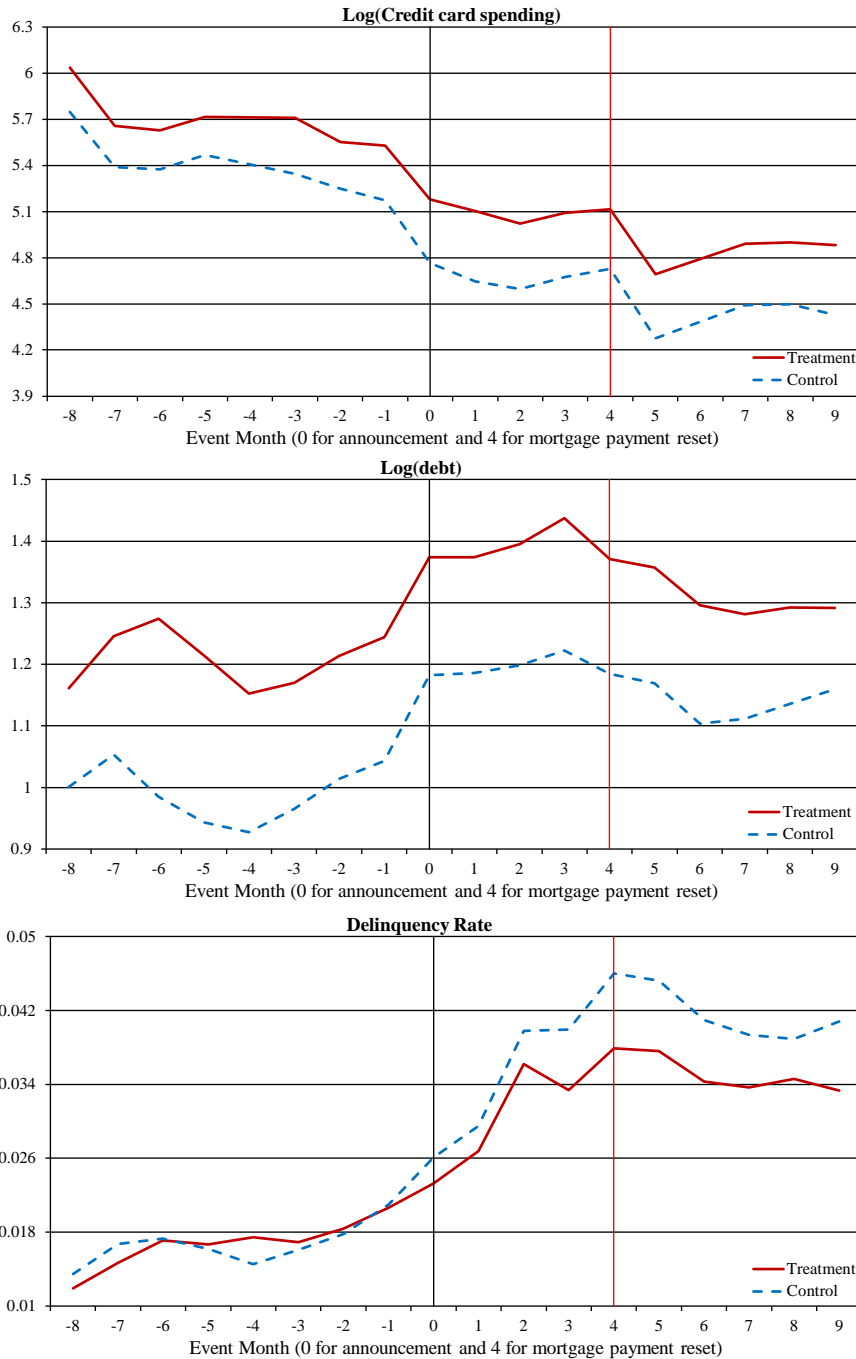 Log(Credit card spending)
6.3
6
5.7
5.4
5.1
4.8
4.5
4.2
3.9
Treatment
Control
-8 -7 -6 -5 -4 -3 -2 -1 0 1 2 3 4 5 6 7 8 9
Event Month (0 for announcement and 4 for mortgage payment reset)
Log(debt)
1.5
1.4
1.3
1.2
1.1
1
0.9
Treatment
Control
-8 -7 -6 -5 -4 -3 -2 -1 0 1 2 3 4 5 6 7 8 9
Event Month (0 for announcement and 4 for mortgage payment reset)
Delinquency Rate
0.05
0.042
0.034
0.026
0.018
0.01
Treatment
Control
-8 -7 -6 -5 -4 -3 -2 -1 0 1 2 3 4 5 6 7 8 9
Event Month (0 for announcement and 4 for mortgage payment reset)